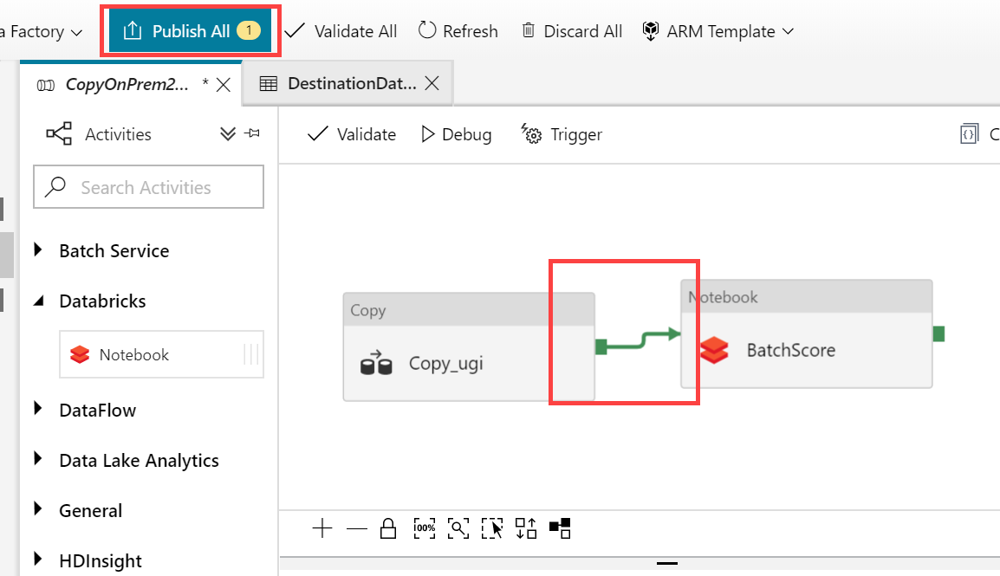 a Factory Publish All 1 Validate All Refresh Discard All ARM Template
CopyOnPrem2... * DestinationDat...
Activities
Validate Debug Trigger C
Search Activities
Batch Service
Databricks
Notebook
DataFlow
Data Lake Analytics
General
HDInsight
Copy
Copy_ugi
Notebook
BatchScore
100%